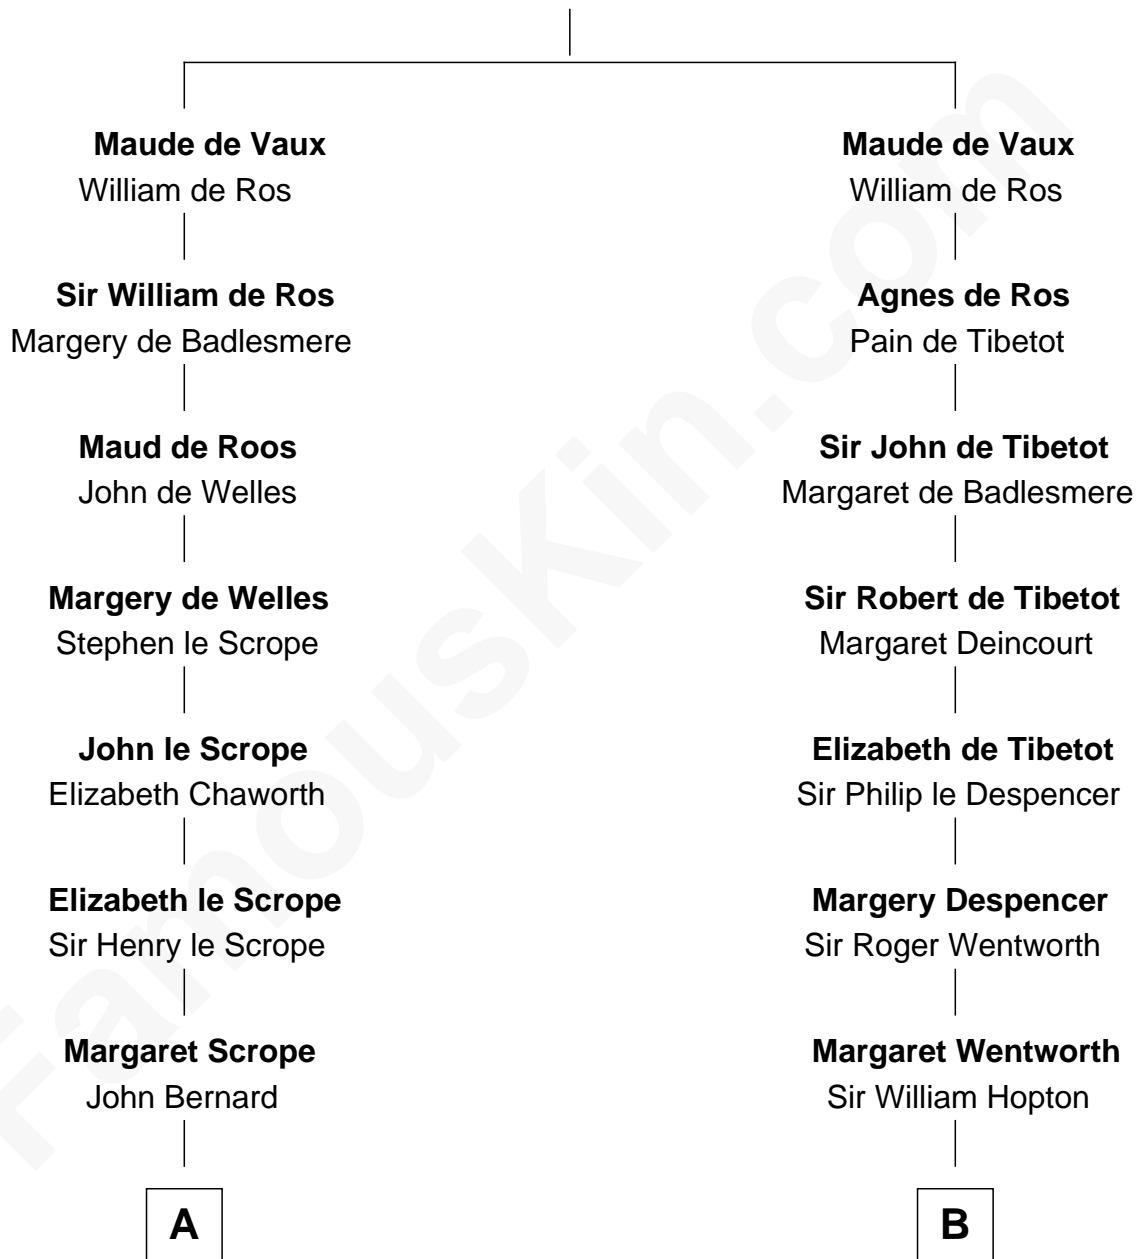 Maude de Vaux
William de Ros
Sir William de Ros
Margery de Badlesmere
Maud de Roos
John de Welles
Margery de Welles
Stephen le Scrope
John le Scrope
Elizabeth Chaworth
Elizabeth le Scrope
Sir Henry le Scrope
Margaret Scrope
John Bernard
A
Maude de Vaux
William de Ros
Agnes de Ros
Pain de Tibetot
Sir John de Tibetot
Margaret de Badlesmere
Sir Robert de Tibetot
Margaret Deincourt
Elizabeth de Tibetot
Sir Philip le Despencer
Margery Despencer
Sir Roger Wentworth
Margaret Wentworth
Sir William Hopton
B
FamousKin.com